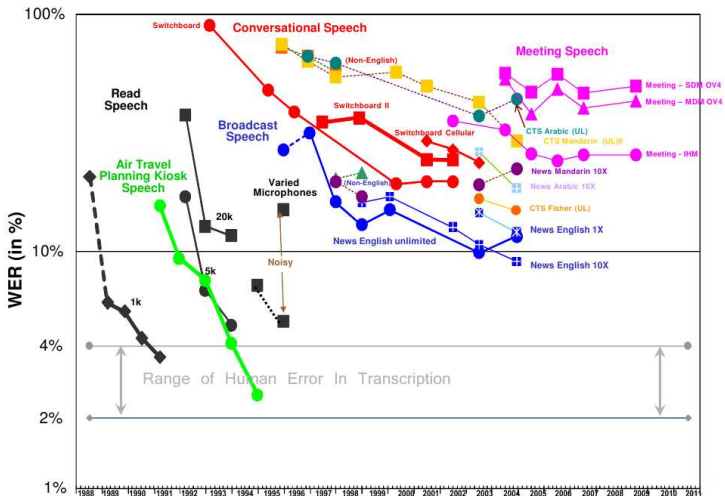 100%
Switchboard
Conversational Speech
(Non-English)
Meeting Speech
Read
Speech
Switchboard II
Meeting – SDM OV4
Meeting – MDM OV4
Broadcast
Speech
Switchboard Cellular
CTS Arabic (UL)
CTS Mandarin (UL)0
Meeting - IHM
Air Travel
Planning Kiosk
Speech
Varied
Microphones
(Non-English)
News Mandarin 10X
News Arabic 10X
20k
CTS Fisher (UL)
News English unlimited
News English 1X
10%
Noisy
5k
News English 10X
1k
WER (in %)
4%
Range of Human Error In Transcription
2%
1%
1988 1989 1990 1991 1992 1993 1994 1995 1996 1997 1998 1999 2000 2001 2002 2003 2004 2005 2006 2007 2008 2009 2010 2011